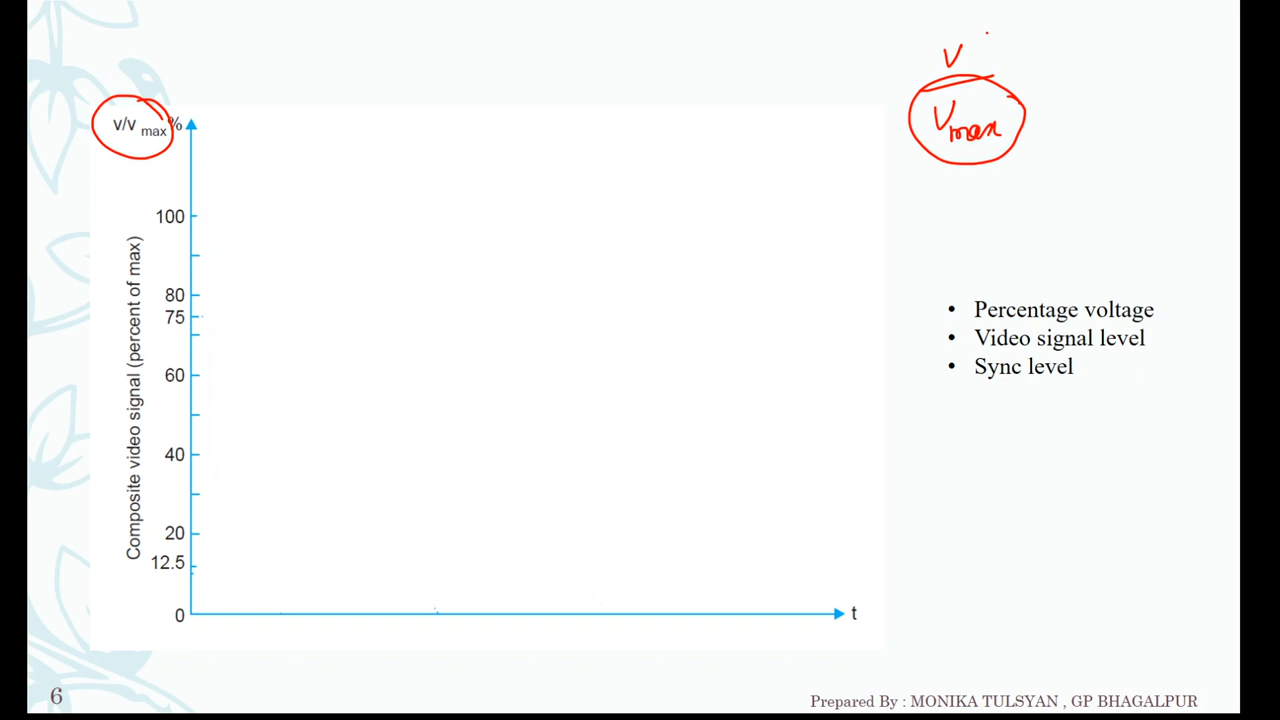 V
V max
v/v max %
100
80
75
60
40
20
12.5
0
Composite video signal (percent of max)
t
• Percentage voltage
• Video signal level
• Sync level
6
Prepared By : MONIKA TULSYAN , GP BHAGALPUR